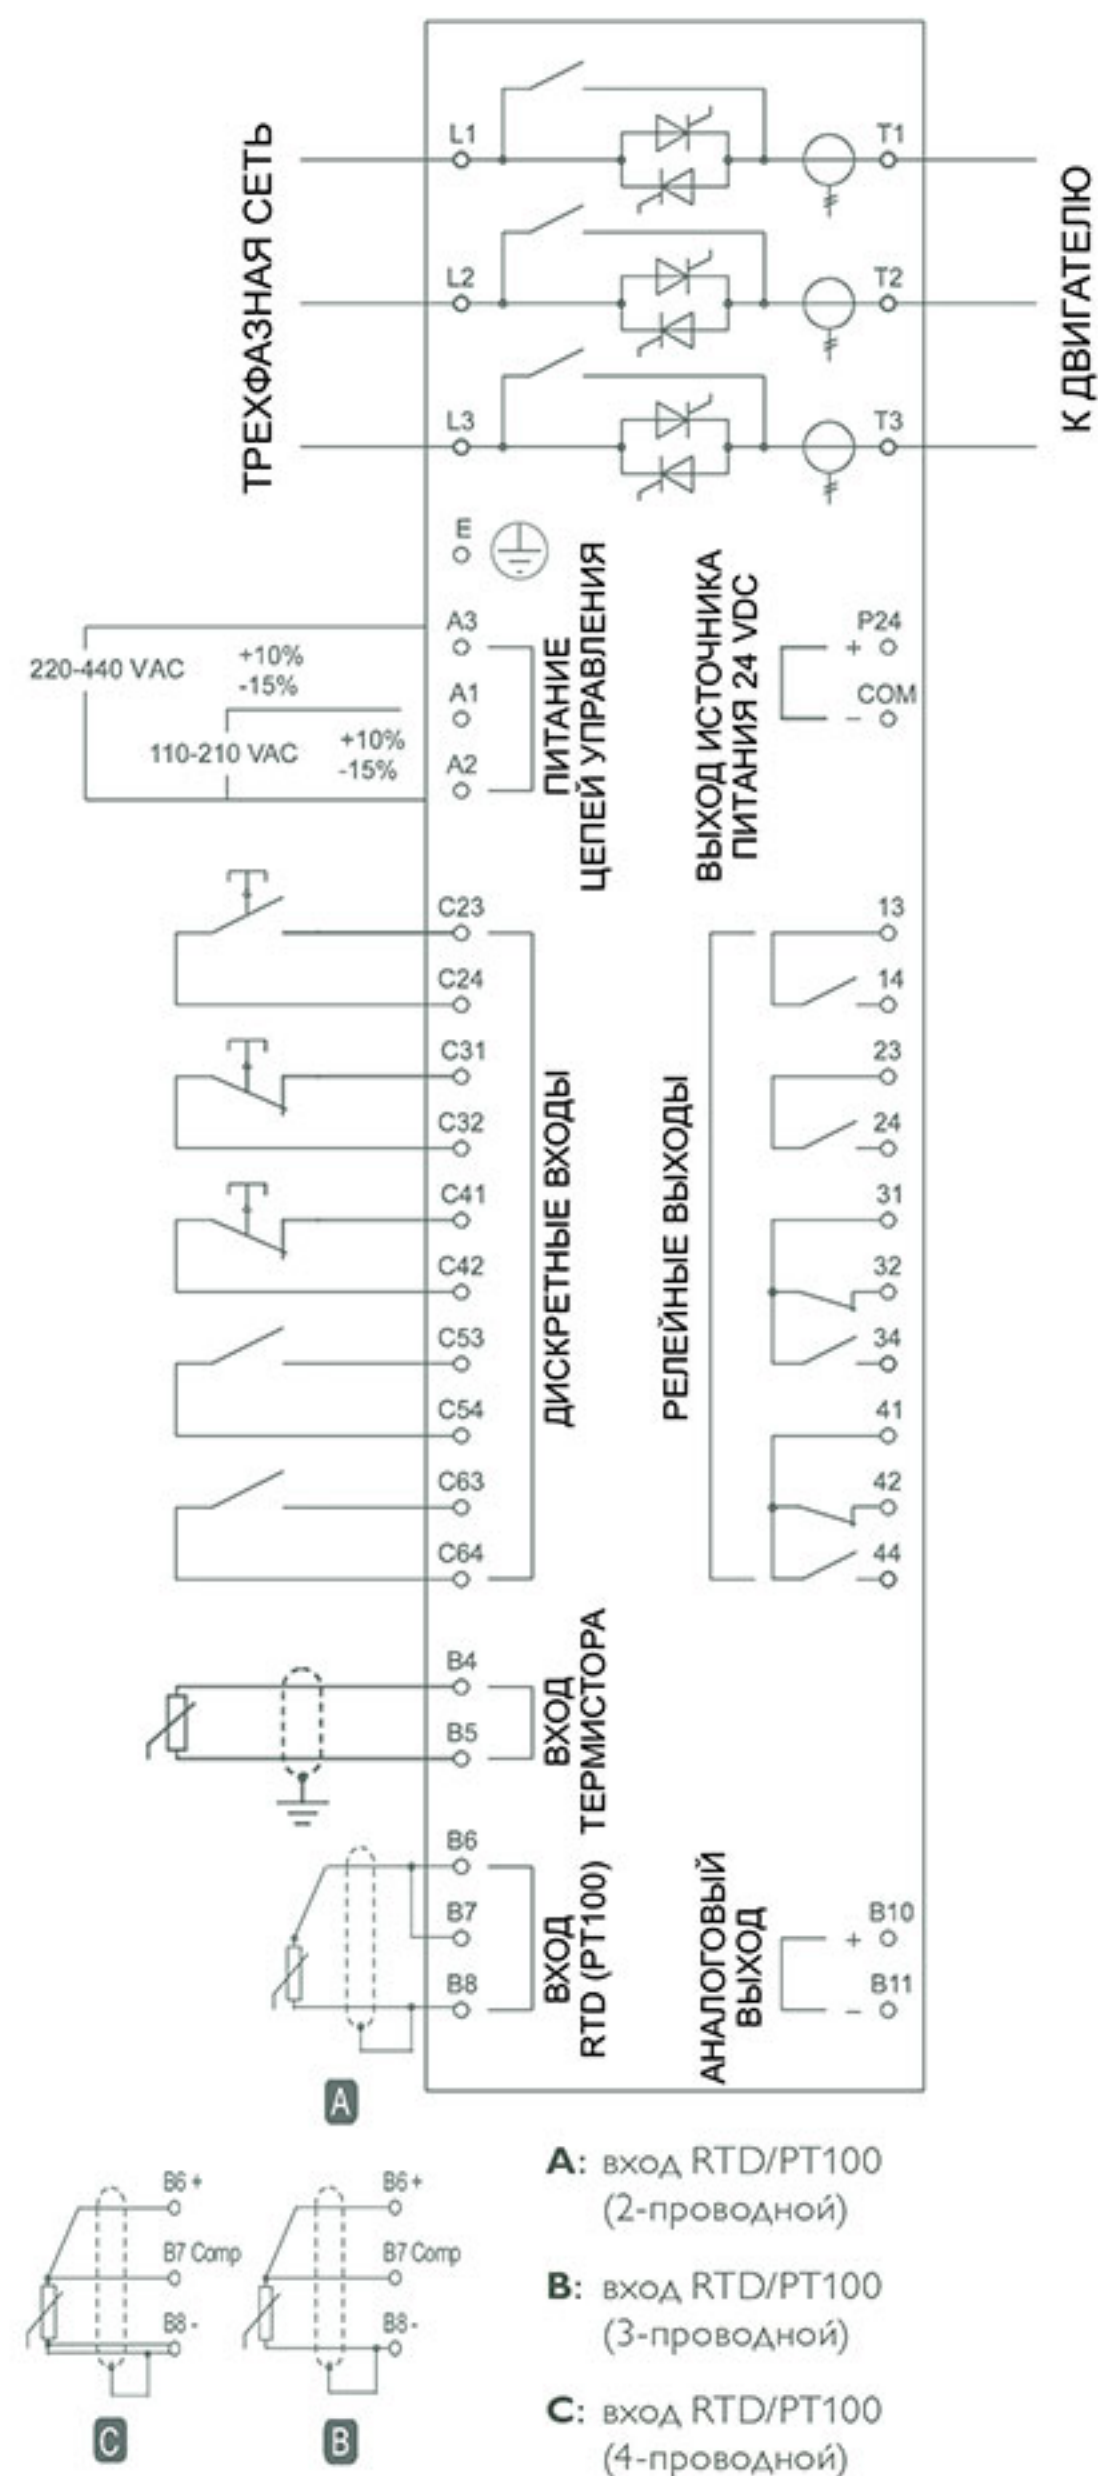 ТРЕХФАЗНАЯ СЕТЬ
L1
T1
L2
T2
L3
T3
К ДВИГАТЕЛЮ
E
220-440 VAC
+10%
-15%
110-210 VAC
+10%
-15%
A3
A1
A2
ПИТАНИЕ
ЦЕПЕЙ УПРАВЛЕНИЯ
ВЫХОД ИСТОЧНИКА
ПИТАНИЯ 24 VDC
P24
+
COM
−
C23
C24
C31
C32
C41
C42
C53
C54
C63
C64
ДИСКРЕТНЫЕ ВХОДЫ
РЕЛЕЙНЫЕ ВЫХОДЫ
13
14
23
24
31
32
34
41
42
44
B4
B5
ВХОД
ТЕРМИСТОРА
B6
B7
B8
ВХОД
RTD (PT100)
АНАЛОГОВЫЙ
ВЫХОД
B10
+
B11
−
A
B6 +
B7 Comp
B8 -
C
B6 +
B7 Comp
B8 -
B
A: вход RTD/PT100
(2-проводной)
B: вход RTD/PT100
(3-проводной)
C: вход RTD/PT100
(4-проводной)